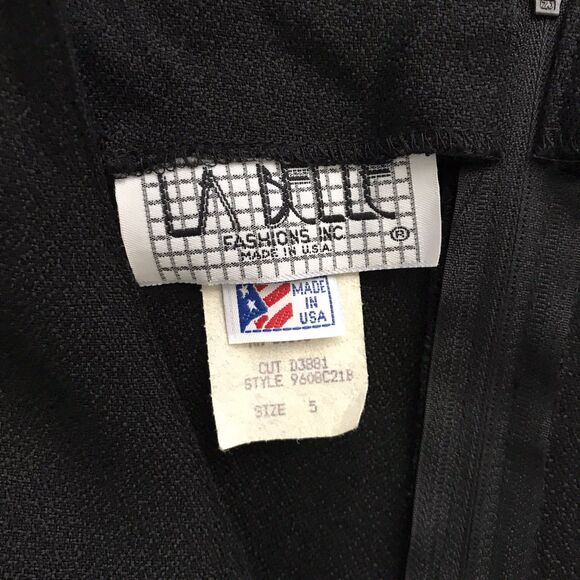 LA BELLE
FASHIONS, INC.
MADE IN U.S.A.
®
MADE
IN
USA
CUT D3881
STYLE 9608C218
SIZE 5